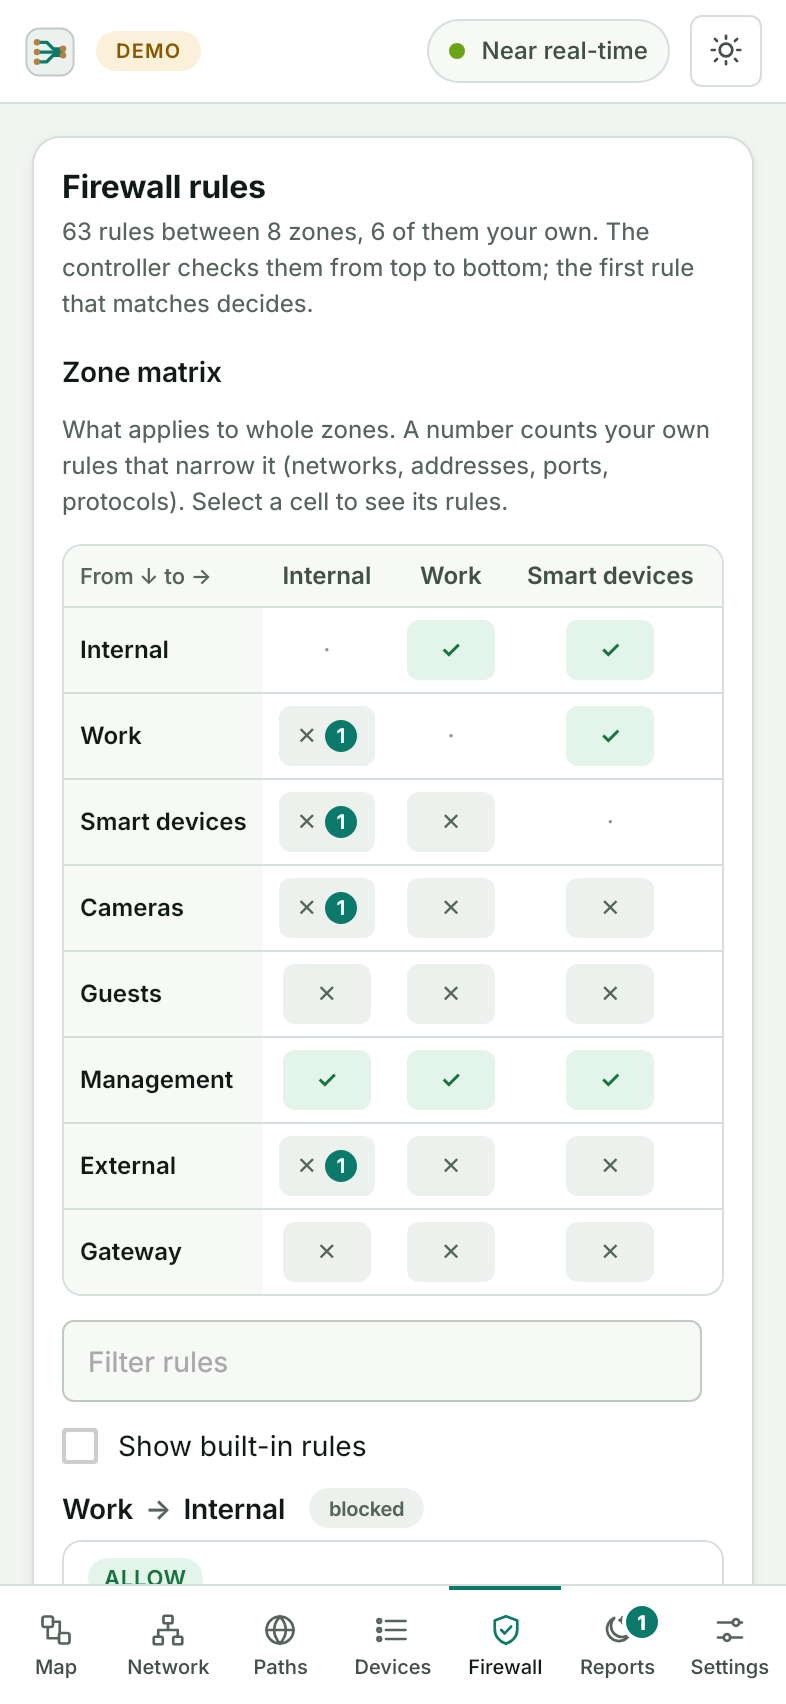 DEMO
Near real-time
Firewall rules
63 rules between 8 zones, 6 of them your own. The
controller checks them from top to bottom; the first rule
that matches decides.
Zone matrix
What applies to whole zones. A number counts your own
rules that narrow it (networks, addresses, ports,
protocols). Select a cell to see its rules.
From ↓ to → Internal Work Smart devices
Internal · ✓ ✓
Work × 1 · ✓
Smart devices × 1 × ·
Cameras × 1 × ×
Guests × × ×
Management ✓ ✓ ✓
External × 1 × ×
Gateway × × ×
Filter rules
Show built-in rules
Work → Internal blocked
ALLOW
1
Map Network Paths Devices Firewall Reports Settings